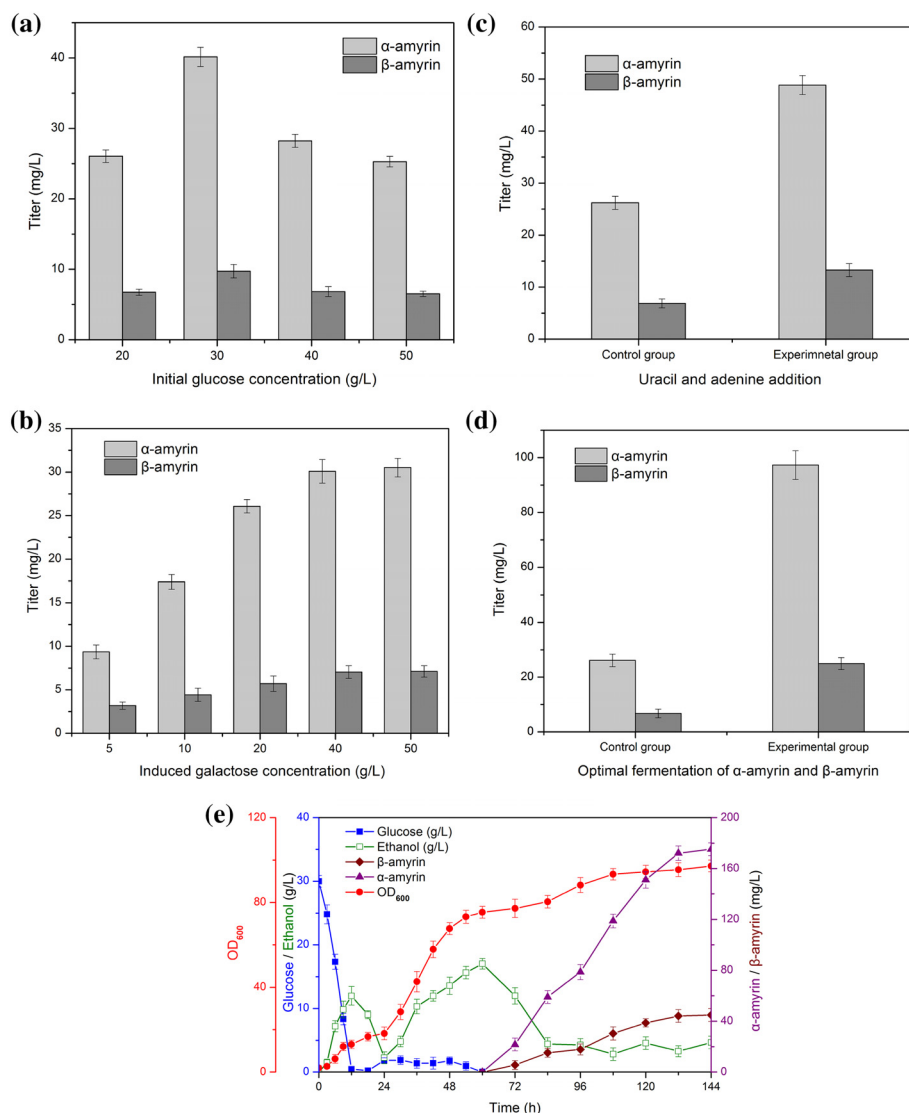 (a)
α-amyrin
β-amyrin
40
30
20
10
0
Titer (mg/L)
20 30 40 50
Initial glucose concentration (g/L)
(c)
α-amyrin
β-amyrin
60
50
40
30
20
10
0
Titer (mg/L)
Control group Experimnetal group
Uracil and adenine addition
(b)
α-amyrin
β-amyrin
35
30
25
20
15
10
5
0
Titer (mg/L)
5 10 20 40 50
Induced galactose concentration (g/L)
(d)
α-amyrin
β-amyrin
100
80
60
40
20
0
Titer (mg/L)
Control group Experimental group
Optimal fermentation of α-amyrin and β-amyrin
(e)
120
80
40
0
OD600
40
30
20
10
0
Glucose / Ethanol (g/L)
Glucose (g/L)
Ethanol (g/L)
β-amyrin
α-amyrin
OD600
200
160
120
80
40
0
α-amyrin / β-amyrin (mg/L)
0 24 48 72 96 120 144
Time (h)